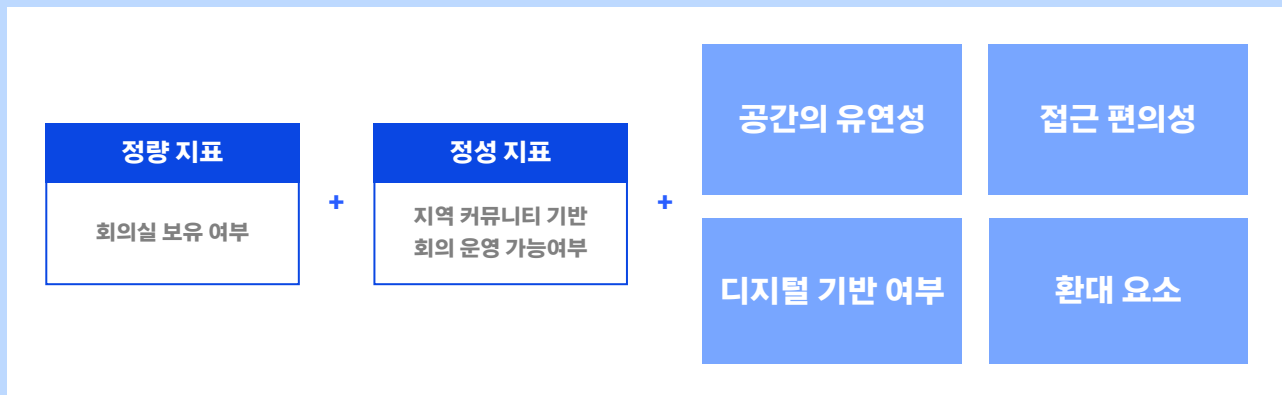 정량 지표
회의실 보유 여부
+
정성 지표
지역 커뮤니티 기반
회의 운영 가능여부
+
공간의 유연성
접근 편의성
디지털 기반 여부
환대 요소